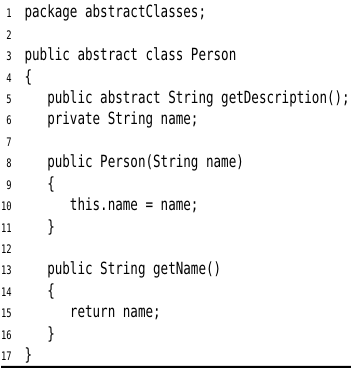 1 package abstractClasses;
2
3 public abstract class Person
4 {
5    public abstract String getDescription();
6    private String name;
7
8    public Person(String name)
9    {
10       this.name = name;
11    }
12
13    public String getName()
14    {
15       return name;
16    }
17 }